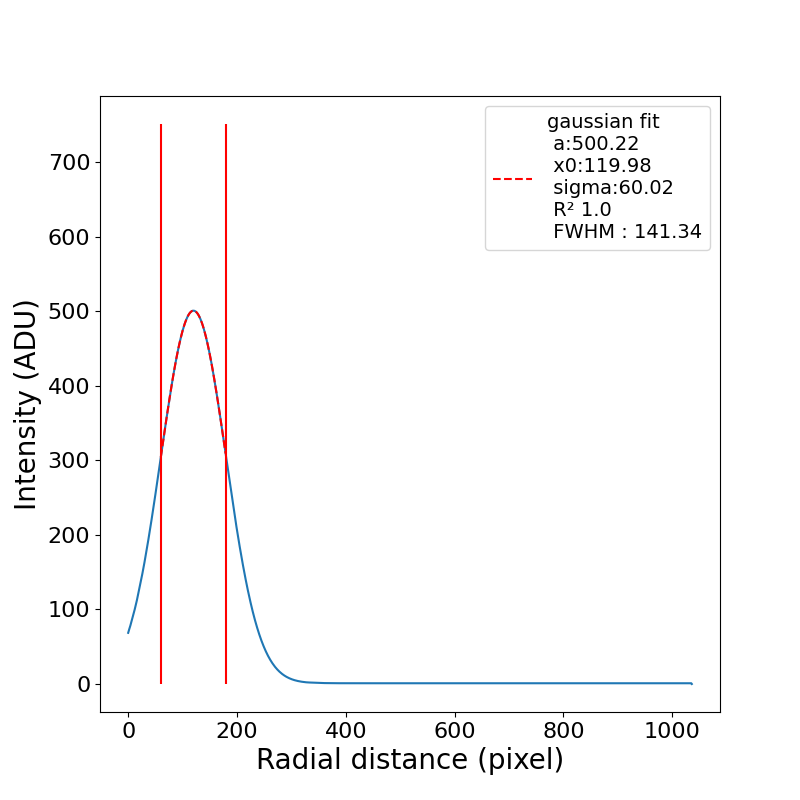 gaussian fit
a:500.22
x0:119.98
sigma:60.02
R² 1.0
FWHM : 141.34
700
600
500
400
300
200
100
0
Intensity (ADU)
0 200 400 600 800 1000
Radial distance (pixel)